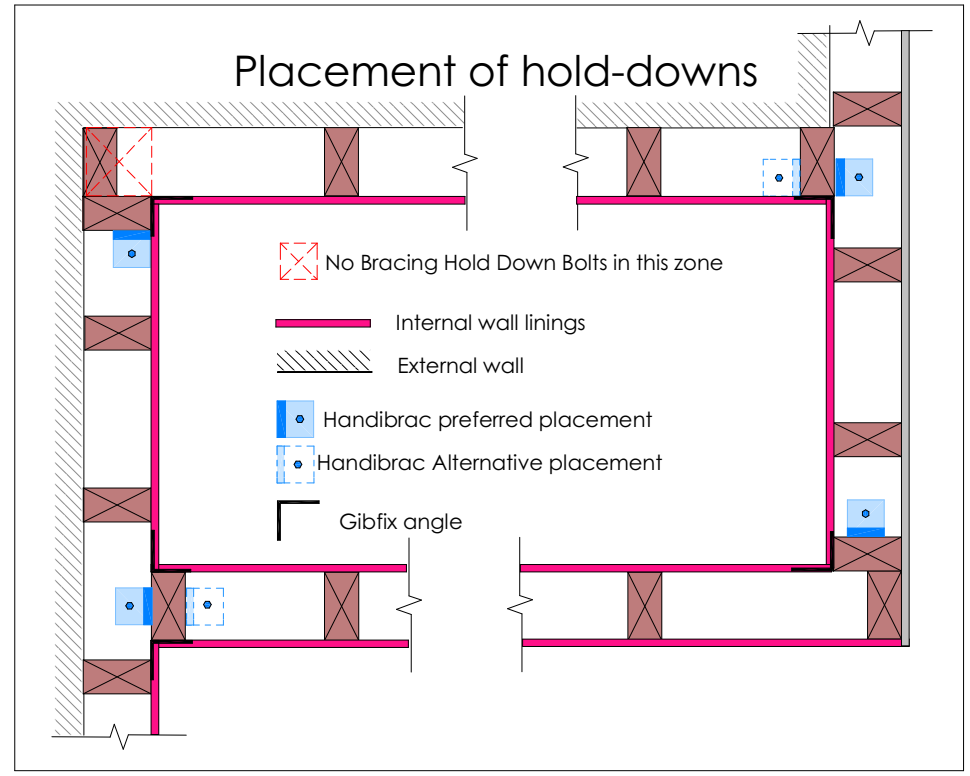 Placement of hold-downs
No Bracing Hold Down Bolts in this zone
Internal wall linings
External wall
Handibrac preferred placement
Handibrac Alternative placement
Gibfix angle